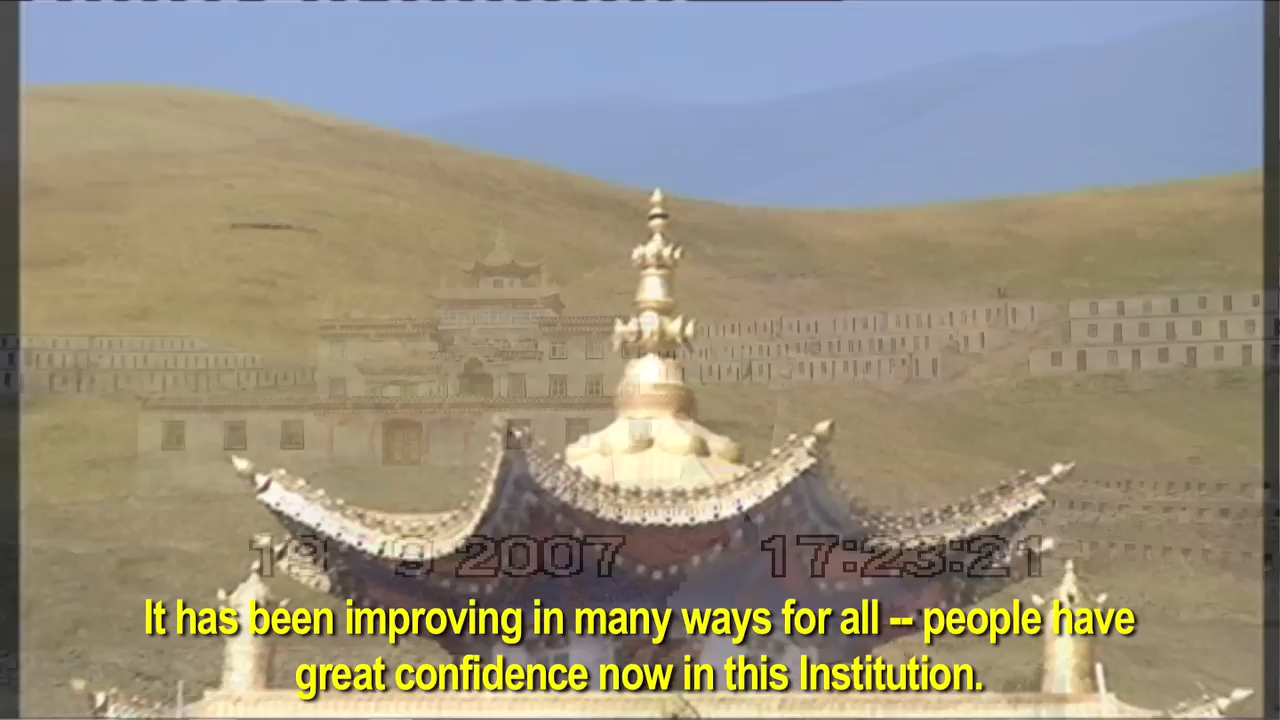 9 2007 17:23:21
It has been improving in many ways for all -- people have
great confidence now in this Institution.